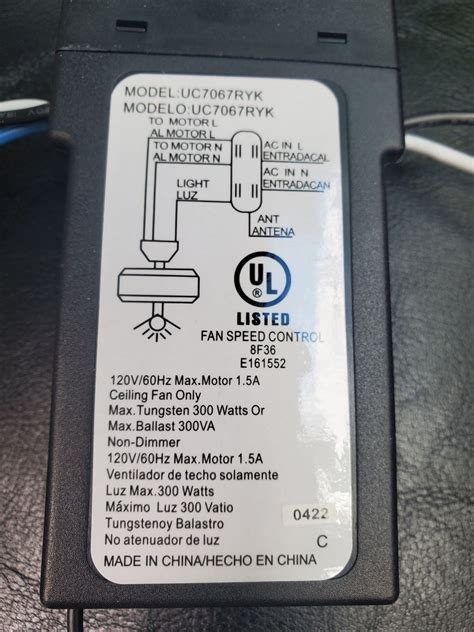 MODEL:UC7067RYK
MODELO:UC7067RYK
TO MOTOR L
AL MOTOR L
AC IN L
ENTRADACAL
TO MOTOR N
AL MOTOR N
AC IN N
ENTRADACAN
LIGHT
LUZ
ANT
ANTENA
UL
®
LISTED
FAN SPEED CONTROL
8F36
E161552
120V/60Hz Max.Motor 1.5A
Ceiling Fan Only
Max.Tungsten 300 Watts Or
Max.Ballast 300VA
Non-Dimmer
120V/60Hz Max.Motor 1.5A
Ventilador de techo solamente
Luz Max.300 Watts
Máximo Luz 300 Vatio
Tungstenoy Balastro
No atenuador de luz
0422
C
MADE IN CHINA/HECHO EN CHINA